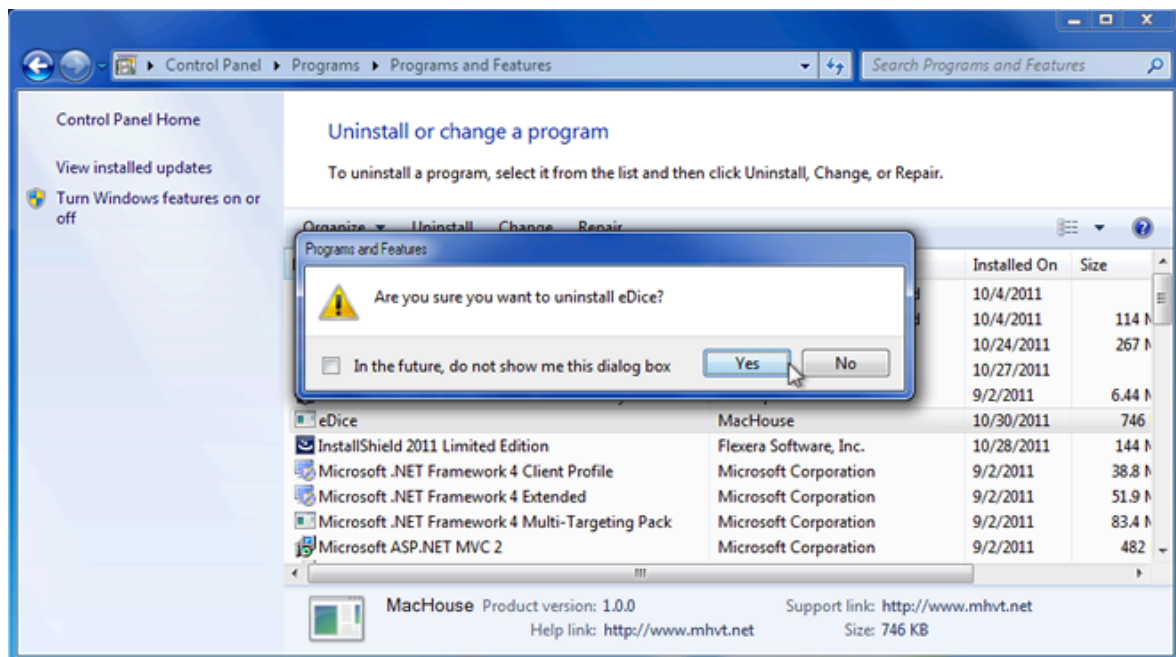 Control Panel Programs Programs and Features Search Programs and Features
Control Panel Home
View installed updates
Turn Windows features on or
off
Uninstall or change a program
To uninstall a program, select it from the list and then click Uninstall, Change, or Repair.
Organize Uninstall Change Repair
Programs and Features
Are you sure you want to uninstall eDice?
In the future, do not show me this dialog box Yes No
Installed On Size
10/4/2011
10/4/2011 114 M
10/24/2011 267 M
10/27/2011
9/2/2011 6.44 M
eDice MacHouse 10/30/2011 746
InstallShield 2011 Limited Edition Flexera Software, Inc. 10/28/2011 144 M
Microsoft .NET Framework 4 Client Profile Microsoft Corporation 9/2/2011 38.8 M
Microsoft .NET Framework 4 Extended Microsoft Corporation 9/2/2011 51.9 M
Microsoft .NET Framework 4 Multi-Targeting Pack Microsoft Corporation 9/2/2011 83.4 M
Microsoft ASP.NET MVC 2 Microsoft Corporation 9/2/2011 482
MacHouse Product version: 1.0.0 Support link: http://www.mhvt.net
Help link: http://www.mhvt.net Size: 746 KB